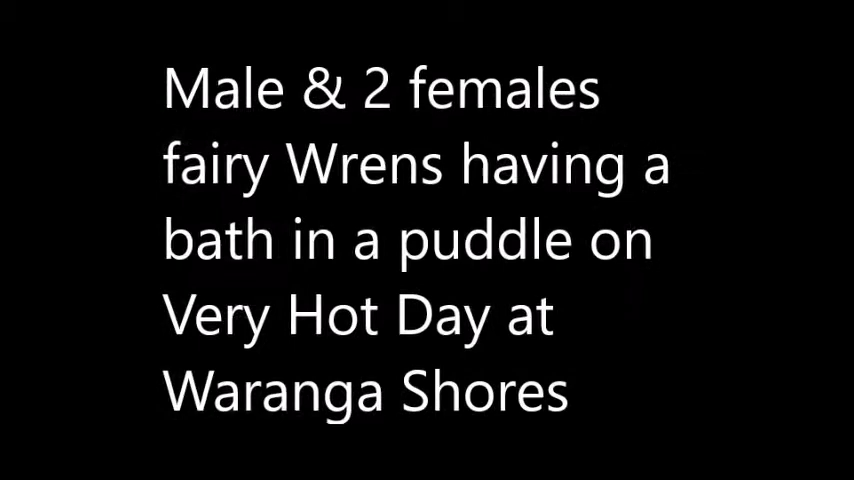 Male & 2 females
fairy Wrens having a
bath in a puddle on
Very Hot Day at
Waranga Shores